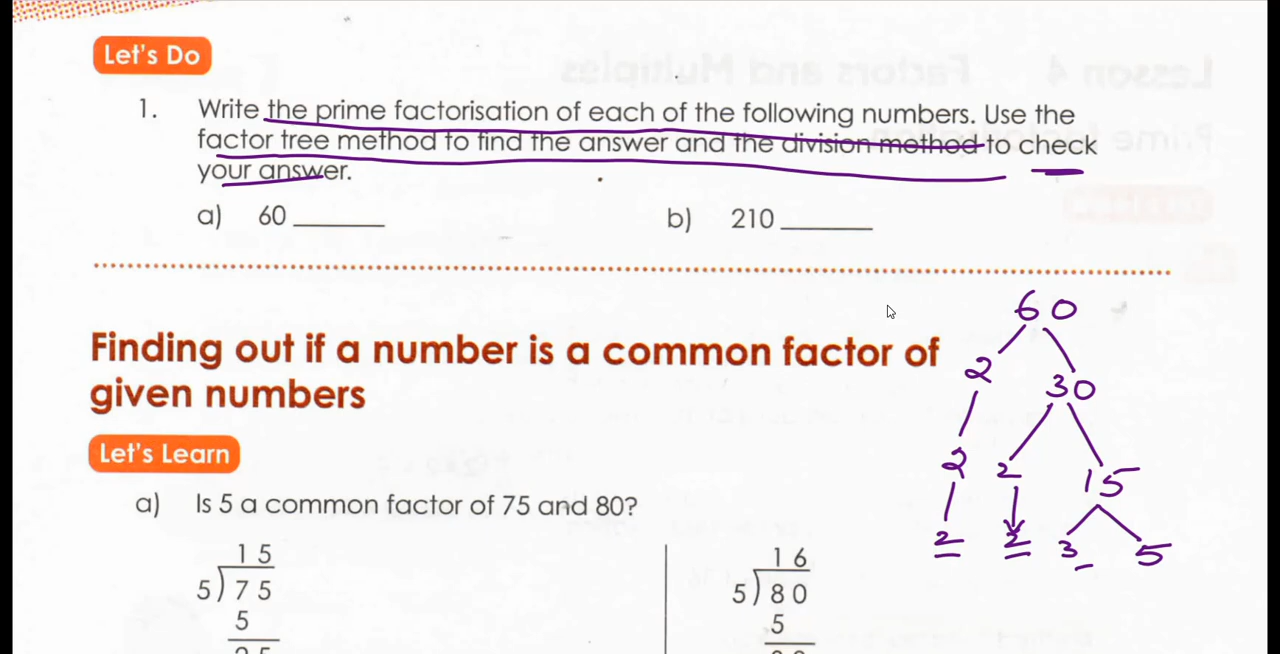 Let's Do
1. Write the prime factorisation of each of the following numbers. Use the
factor tree method to find the answer and the division method to check
your answer.
a) 60 ______ b) 210 ______
60
Finding out if a number is a common factor of
given numbers
2 30
Let's Learn
2 2 15
a) Is 5 a common factor of 75 and 80?
2 2 3 5
15 16
5)75 5)80
5 5